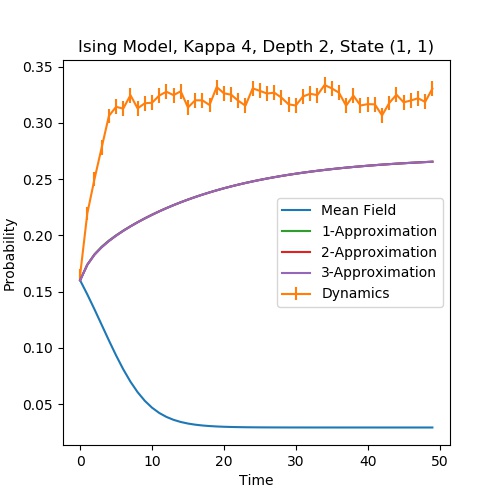 Ising Model, Kappa 4, Depth 2, State (1, 1)
0.35
0.30
0.25
0.20
0.15
0.10
0.05
Probability
Mean Field
1-Approximation
2-Approximation
3-Approximation
Dynamics
0 10 20 30 40 50
Time